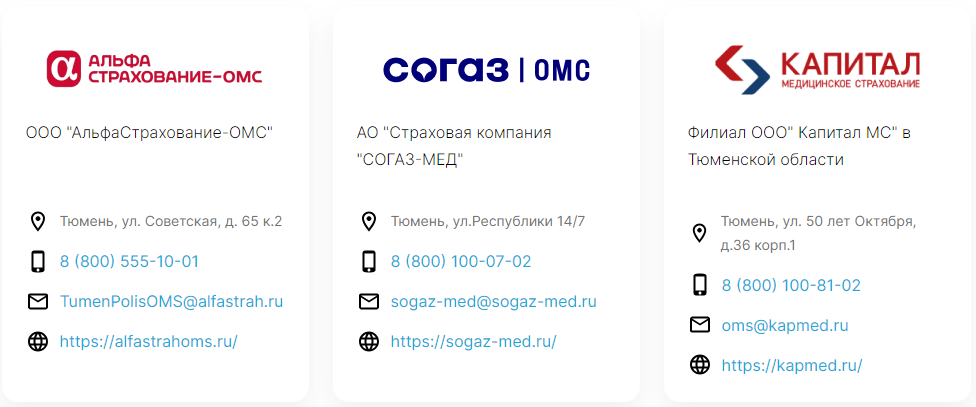 АЛЬФА
СТРАХОВАНИЕ-ОМС
ООО "АльфаСтрахование-ОМС"
Тюмень, ул. Советская, д. 65 к.2
8 (800) 555-10-01
TumenPolisOMS@alfastrah.ru
https://alfastrahoms.ru/
согаз | ОМС
АО "Страховая компания
"СОГАЗ-МЕД"
Тюмень, ул.Республики 14/7
8 (800) 100-07-02
sogaz-med@sogaz-med.ru
https://sogaz-med.ru/
КАПИТАЛ
МЕДИЦИНСКОЕ СТРАХОВАНИЕ
Филиал ООО" Капитал МС" в
Тюменской области
Тюмень, ул. 50 лет Октября,
д.36 корп.1
8 (800) 100-81-02
oms@kapmed.ru
https://kapmed.ru/